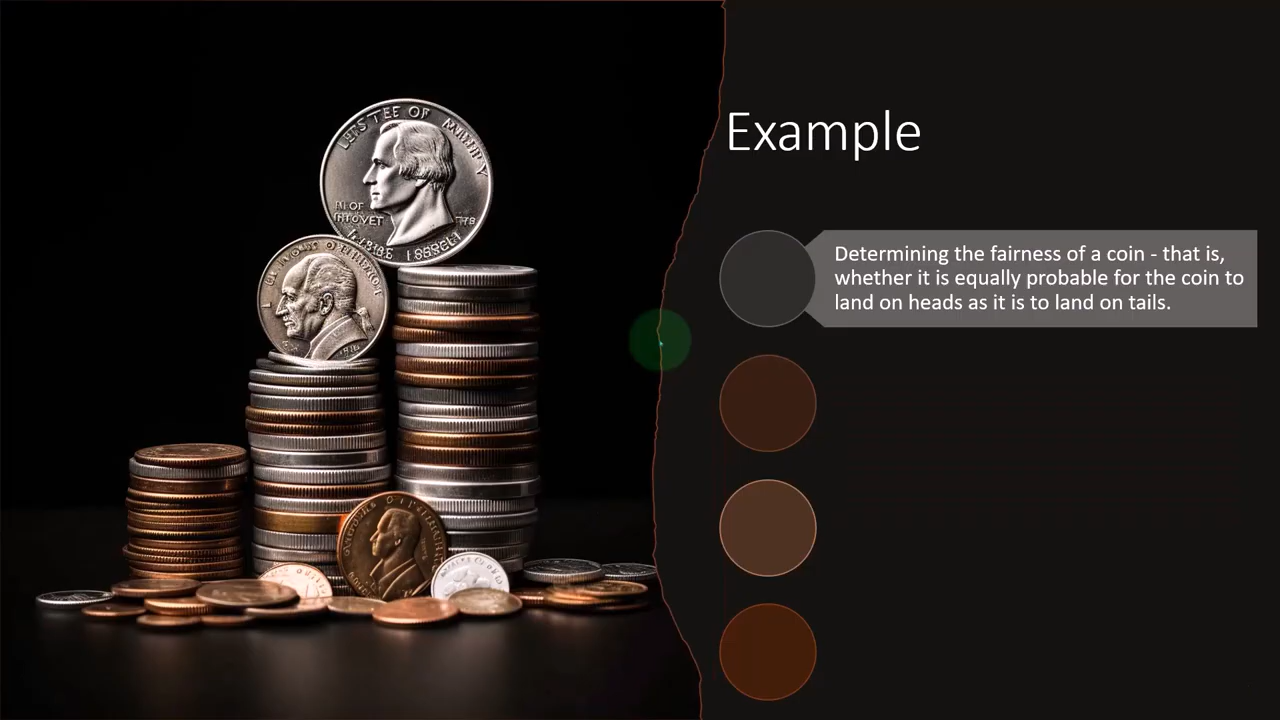 Example
Determining the fairness of a coin - that is,
whether it is equally probable for the coin to
land on heads as it is to land on tails.